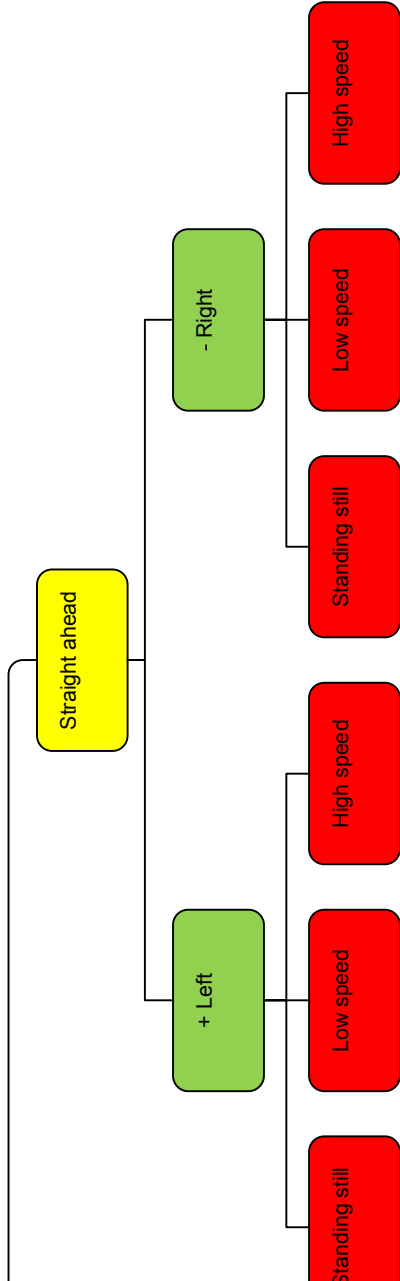 Straight ahead
+ Left
- Right
Standing still
Low speed
High speed
Standing still
Low speed
High speed